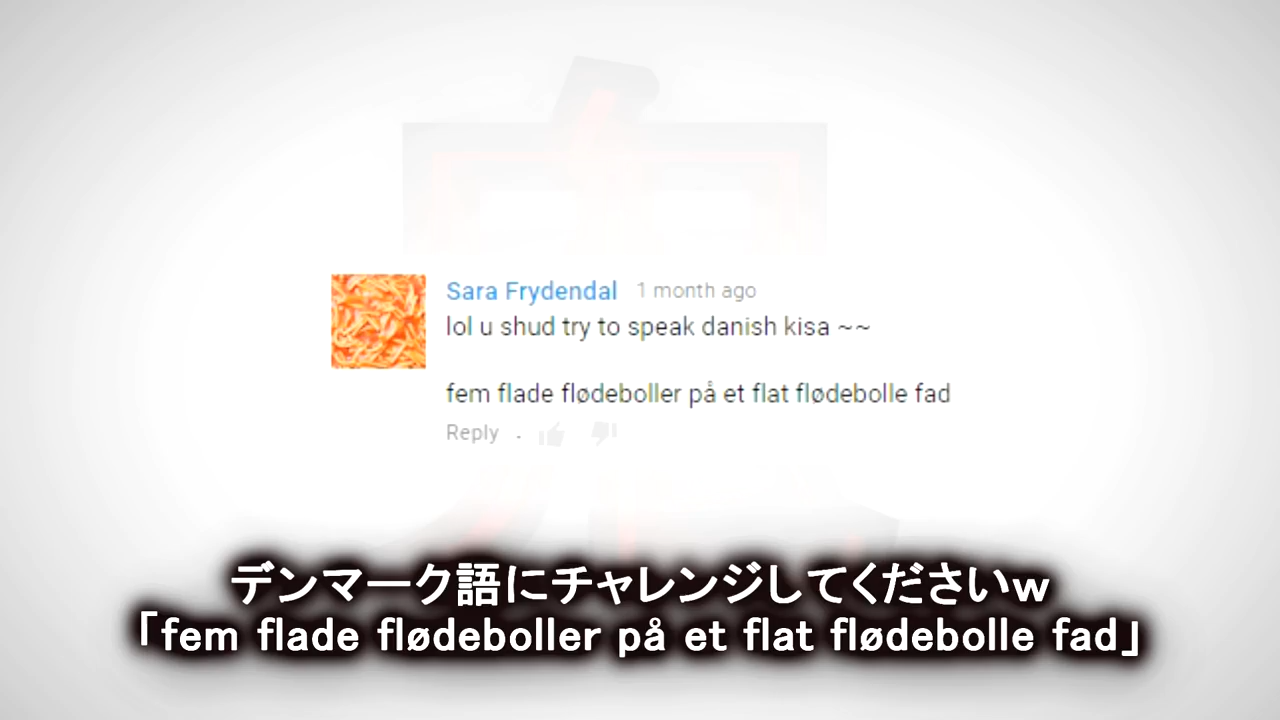 Sara Frydendal 1 month ago
lol u shud try to speak danish kisa ~~
fem flade flødeboller på et flat flødebolle fad
Reply .
デンマーク語にチャレンジしてくださいw
「fem flade flødeboller på et flat flødebolle fad」